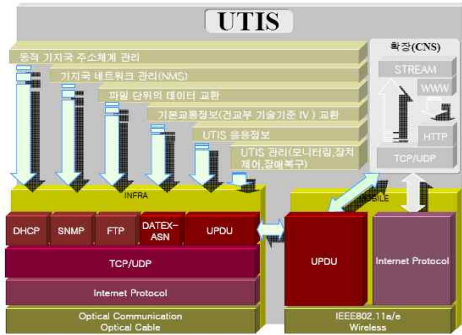 UTIS
동적 기지국 주소체계 관리
기지국 네트워크 관리(NMS)
파일 단위의 데이터 교환
기본교통정보(건교부 기술기준 Ⅳ) 교환
UTIS 응용정보
UTIS 관리(모니터링,장치
제어,장애복구)
확장(CNS)
STREAM
WWW
HTTP
TCP/UDP
INFRA
DHCP
SNMP
FTP
DATEX-
ASN
UPDU
TCP/UDP
Internet Protocol
Optical Communication
Optical Cable
MOBILE
UPDU
Internet Protocol
IEEE802.11a/e
Wireless